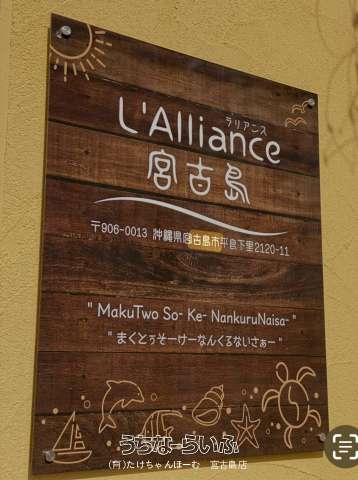 ラリアンス
L'Alliance
宮古島
〒906-0013 沖縄県宮古島市平良下里2120-11
" MakuTwo So- Ke- NankuruNaisa- "
" まくとぅそーけーなんくるないさぁー "
うちなーらいふ
(有)たけちゃんほーむ 宮古島店